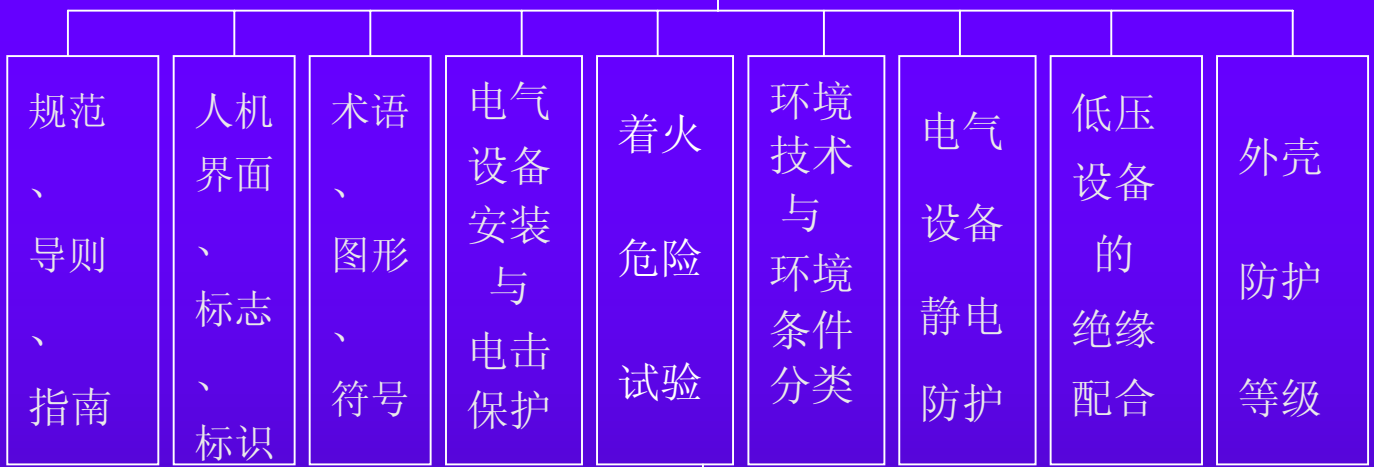 规范
、
导则
、
指南
人机
界面
、
标志
、
标识
术语
、
图形
、
符号
电气
设备
安装
与
电击
保护
着火
危险
试验
环境
技术
与
环境
条件
分类
电气
设备
静电
防护
低压
设备
的
绝缘
配合
外壳
防护
等级